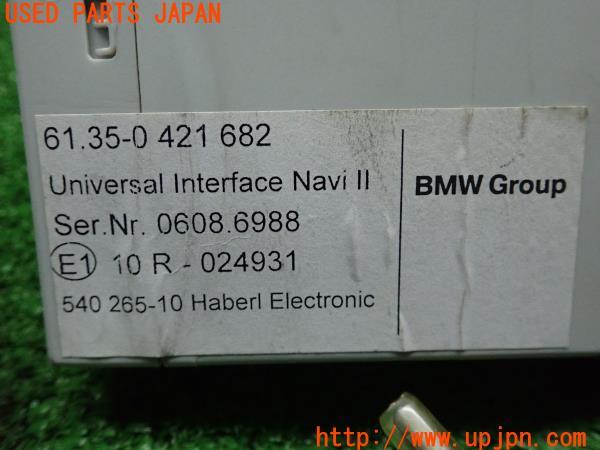 USED PARTS JAPAN
61.35-0 421 682
Universal Interface Navi II
BMW Group
Ser.Nr. 0608.6988
E1 10 R - 024931
540 265-10 Haberl Electronic
http://www.upjpn.com/